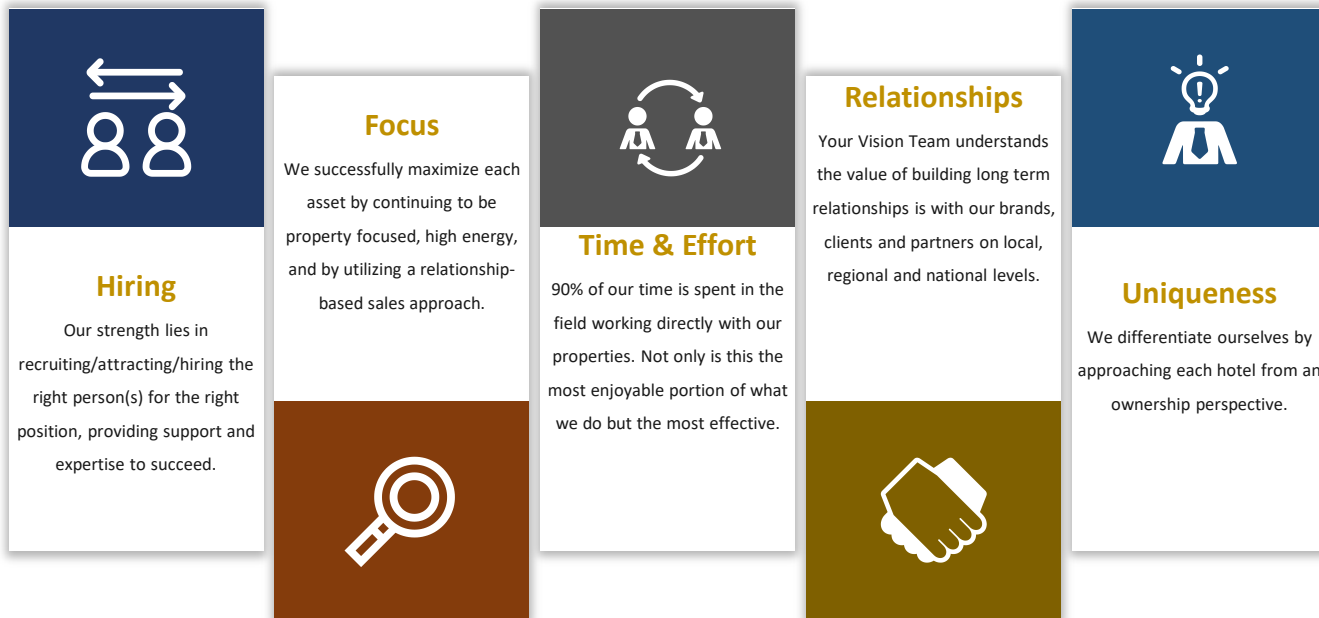 Hiring
Our strength lies in
recruiting/attracting/hiring the
right person(s) for the right
position, providing support and
expertise to succeed.
Focus
We successfully maximize each
asset by continuing to be
property focused, high energy,
and by utilizing a relationship-
based sales approach.
Time & Effort
90% of our time is spent in the
field working directly with our
properties. Not only is this the
most enjoyable portion of what
we do but the most effective.
Relationships
Your Vision Team understands
the value of building long term
relationships is with our brands,
clients and partners on local,
regional and national levels.
Uniqueness
We differentiate ourselves by
approaching each hotel from an
ownership perspective.